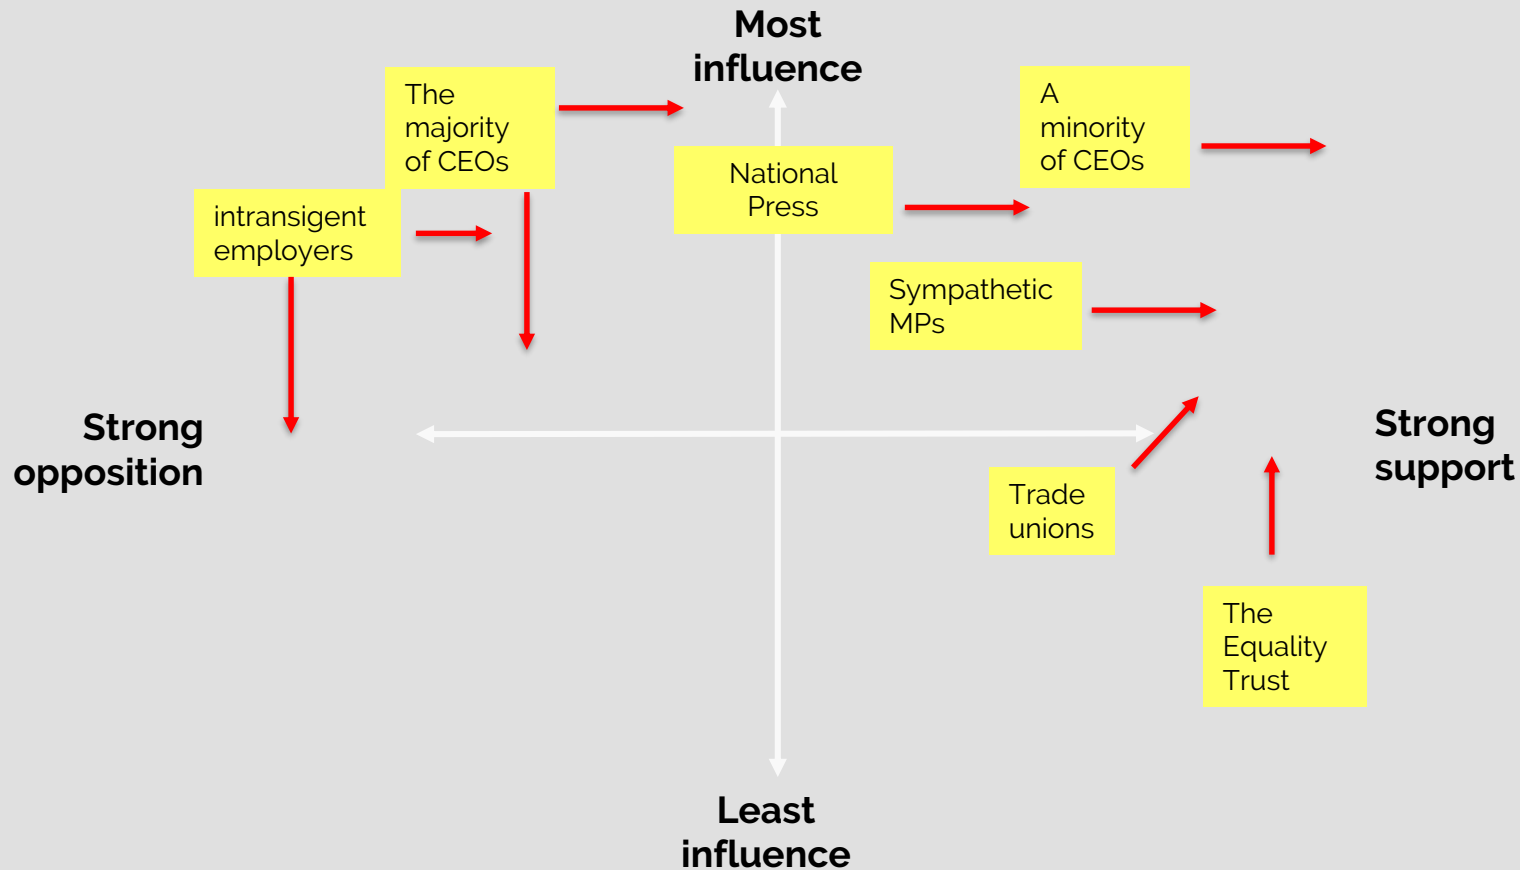 Most
influence
The
majority
of CEOs
A
minority
of CEOs
National
Press
intransigent
employers
Sympathetic
MPs
Strong
opposition
Strong
support
Trade
unions
The
Equality
Trust
Least
influence